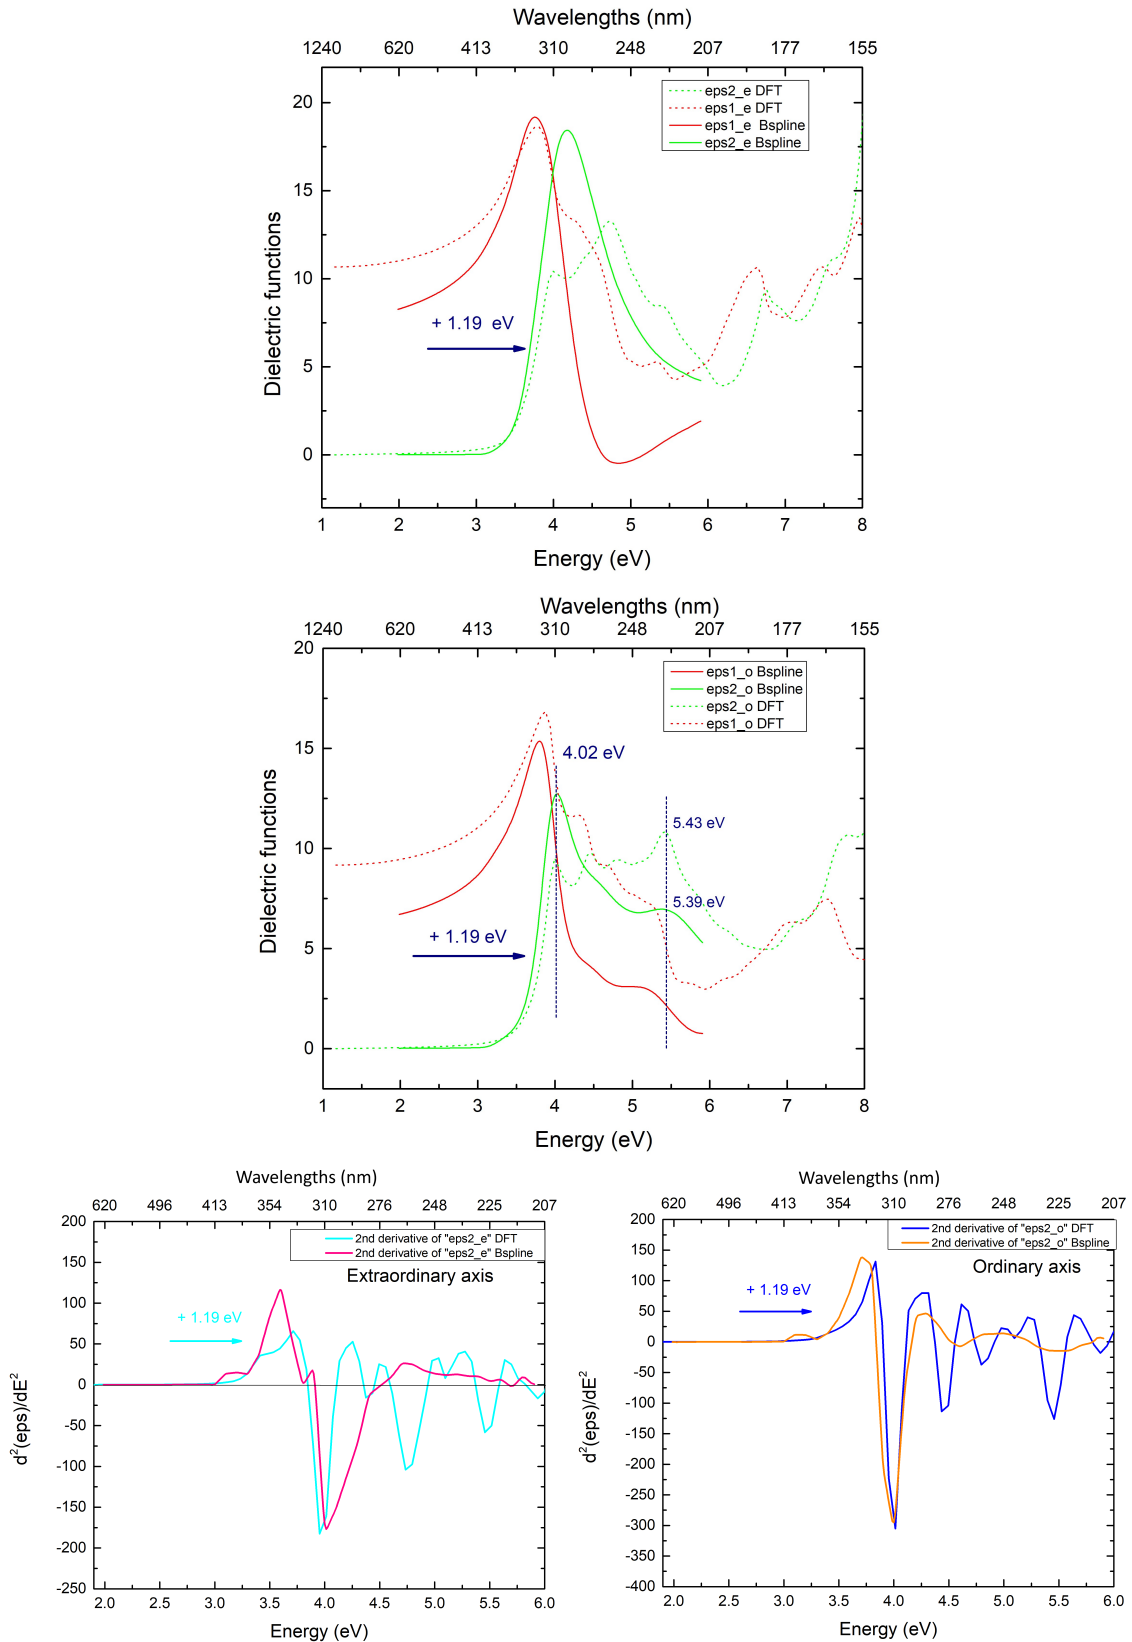 Wavelengths (nm)
1240 620 413 310 248 207 177 155
eps2_e DFT
eps1_e DFT
eps1_e Bspline
eps2_e Bspline
20
15
10
5
0
Dielectric functions
+ 1.19 eV
1 2 3 4 5 6 7 8
Energy (eV)
Wavelengths (nm)
1240 620 413 310 248 207 177 155
eps1_o Bspline
eps2_o Bspline
eps2_o DFT
eps1_o DFT
20
15
10
5
0
Dielectric functions
4.02 eV
5.43 eV
5.39 eV
+ 1.19 eV
1 2 3 4 5 6 7 8
Energy (eV)
Wavelengths (nm)
620 496 413 354 310 276 248 225 207
2nd derivative of "eps2_e" DFT
2nd derivative of "eps2_e" Bspline
Extraordinary axis
+ 1.19 eV
200
150
100
50
0
-50
-100
-150
-200
-250
d²(eps)/dE²
2.0 2.5 3.0 3.5 4.0 4.5 5.0 5.5 6.0
Energy (eV)
Wavelengths (nm)
620 496 413 354 310 276 248 225 207
2nd derivative of "eps2_o" DFT
2nd derivative of "eps2_o" Bspline
Ordinary axis
+ 1.19 eV
200
150
100
50
0
-50
-100
-150
-200
-250
-300
-350
-400
d²(eps)/dE²
2.0 2.5 3.0 3.5 4.0 4.5 5.0 5.5 6.0
Energy (eV)